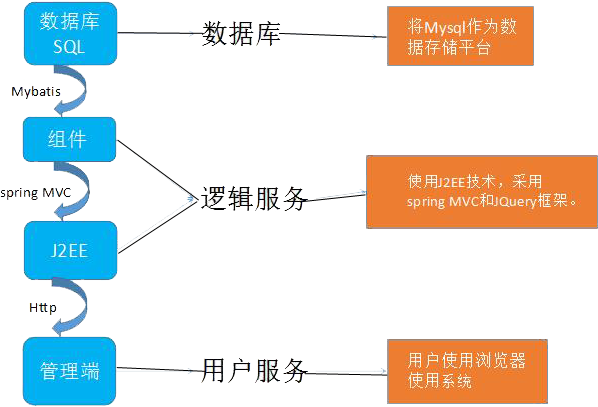 数据库
SQL
数据库
将Mysql作为数
据存储平台
Mybatis
组件
spring MVC
逻辑服务
使用J2EE技术，采用
spring MVC和JQuery框架。
J2EE
Http
管理端
用户服务
用户使用浏览器
使用系统